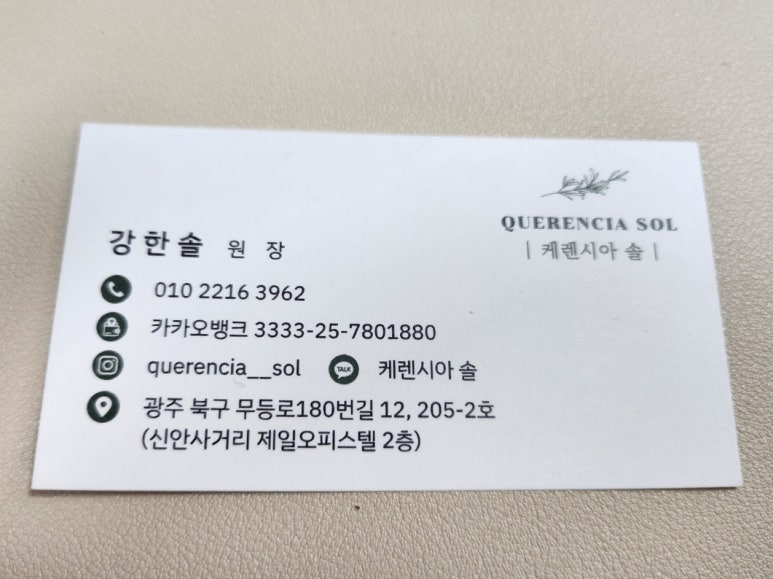 QUERENCIA SOL
| 케렌시아 솔 |
강한솔 원 장
010 2216 3962
카카오뱅크 3333-25-7801880
querencia__sol TALK 케렌시아 솔
광주 북구 무등로180번길 12, 205-2호
(신안사거리 제일오피스텔 2층)